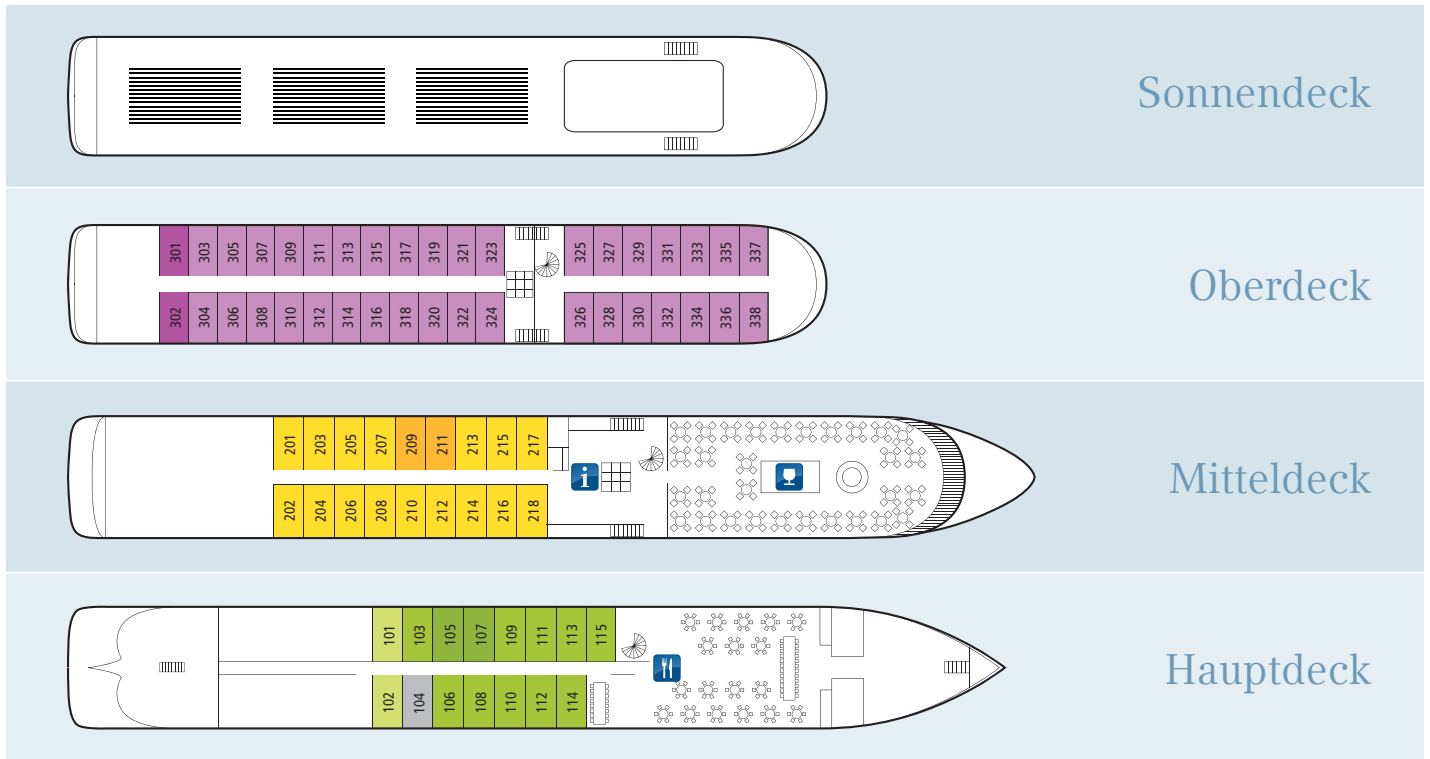 Sonnendeck
301 303 305 307 309 311 313 315 317 319 321 323 325 327 329 331 333 335 337
Oberdeck
302 304 306 308 310 312 314 316 318 320 322 324 326 328 330 332 334 336 338
201 203 205 207 209 211 213 215 217
i
Mitteldeck
202 204 206 208 210 212 214 216 218
101 103 105 107 109 111 113 115
Hauptdeck
102 104 106 108 110 112 114